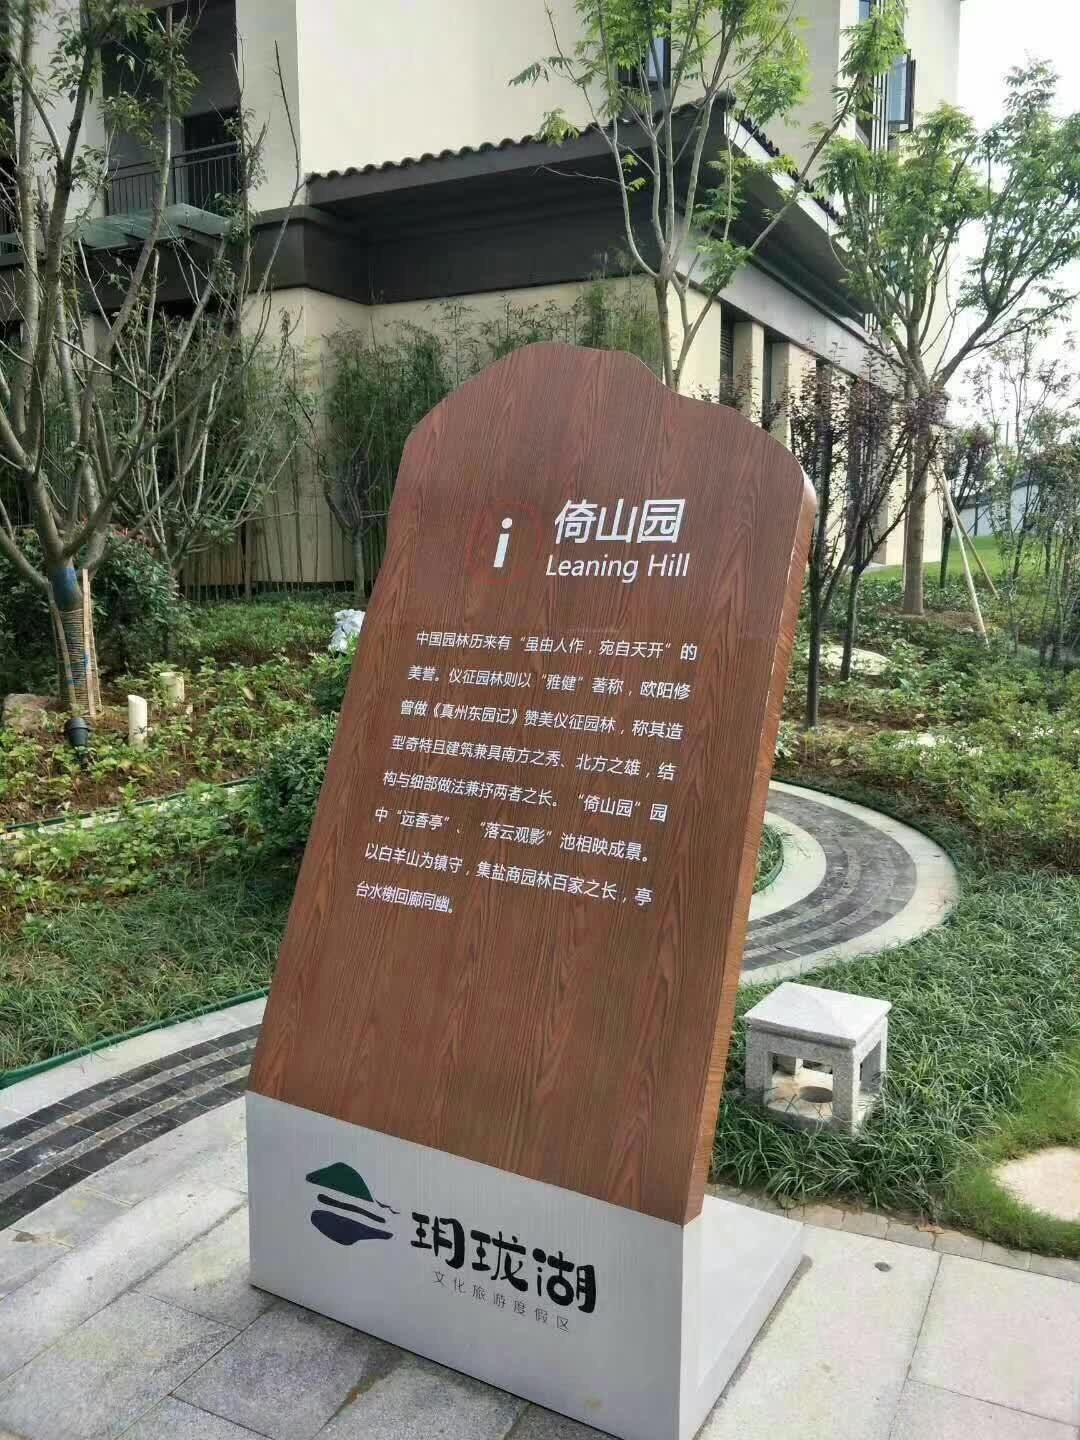 i 倚山园
Leaning Hill
中国园林历来有“虽由人作，宛自天开”的
美誉。仪征园林则以“雅健”著称，欧阳修
曾做《真州东园记》赞美仪征园林，称其造
型奇特且建筑兼具南方之秀、北方之雄，结
构与细部做法兼抒两者之长。“倚山园”园
中“远香亭”、“落云观影”池相映成景。
以白羊山为镇守，集盐商园林百家之长，亭
台水榭回廊同幽。
玥珑湖
文化旅游度假区